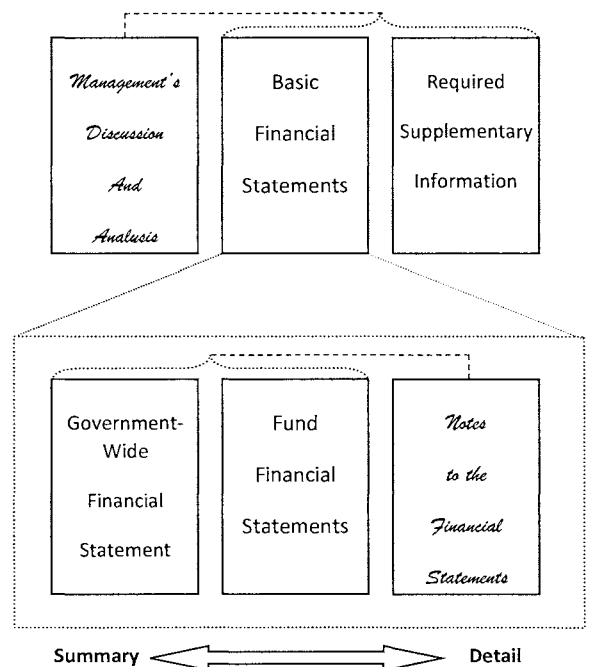 Management's
Discussion
And
Analusis
Basic
Financial
Statements
Required
Supplementary
Information
Government-
Wide
Financial
Statement
Fund
Financial
Statements
Notes
to the
Financial
Statements
Summary
Detail